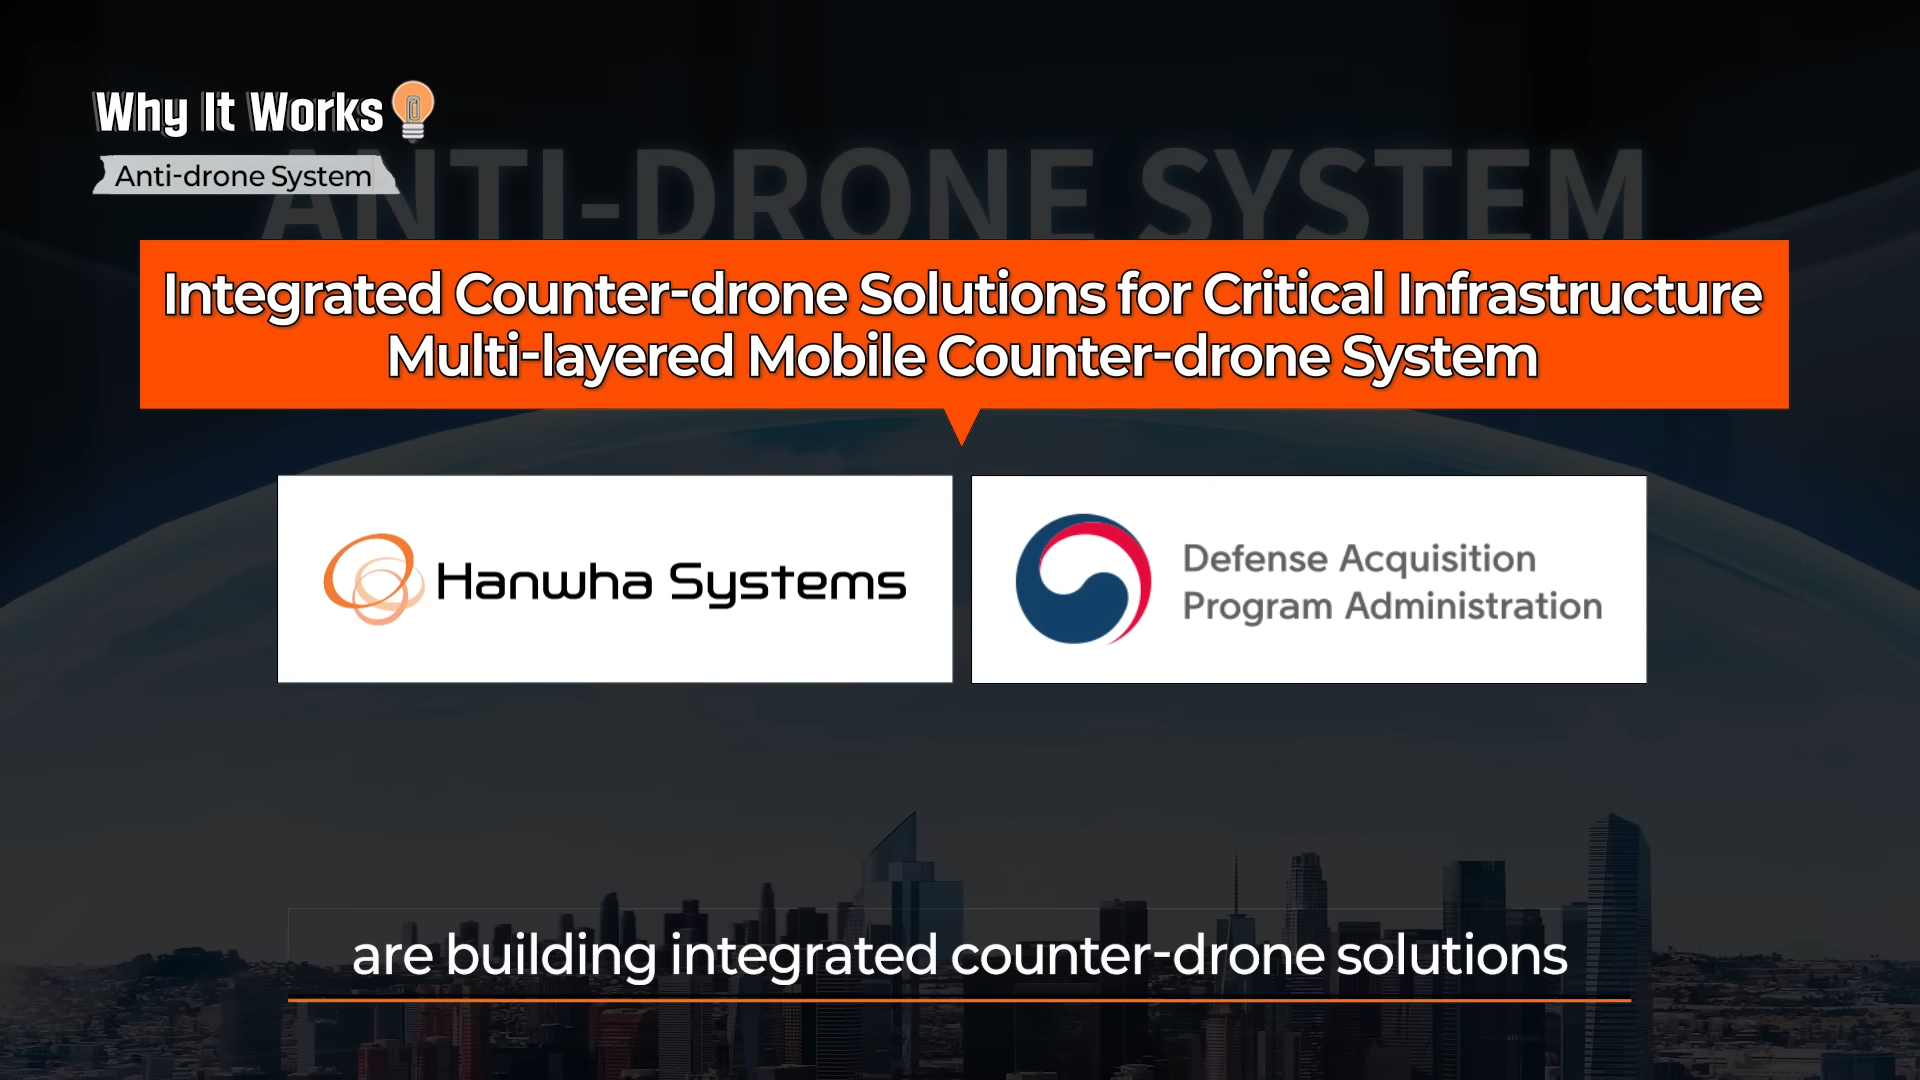 Why It Works
Anti-drone System
ANTI-DRONE SYSTEM
Integrated Counter-drone Solutions for Critical Infrastructure
Multi-layered Mobile Counter-drone System
Hanwha Systems
Defense Acquisition
Program Administration
are building integrated counter-drone solutions